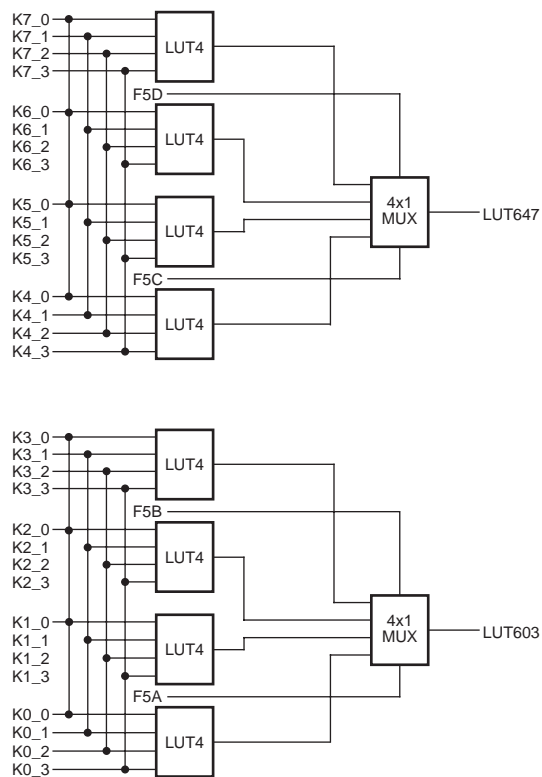 K7_0
K7_1
K7_2
K7_3
LUT4
F5D
K6_0
K6_1
K6_2
K6_3
LUT4
K5_0
K5_1
K5_2
K5_3
LUT4
4x1
MUX
LUT647
F5C
K4_0
K4_1
K4_2
K4_3
LUT4
K3_0
K3_1
K3_2
K3_3
LUT4
F5B
K2_0
K2_1
K2_2
K2_3
LUT4
K1_0
K1_1
K1_2
K1_3
LUT4
4x1
MUX
LUT603
F5A
K0_0
K0_1
K0_2
K0_3
LUT4